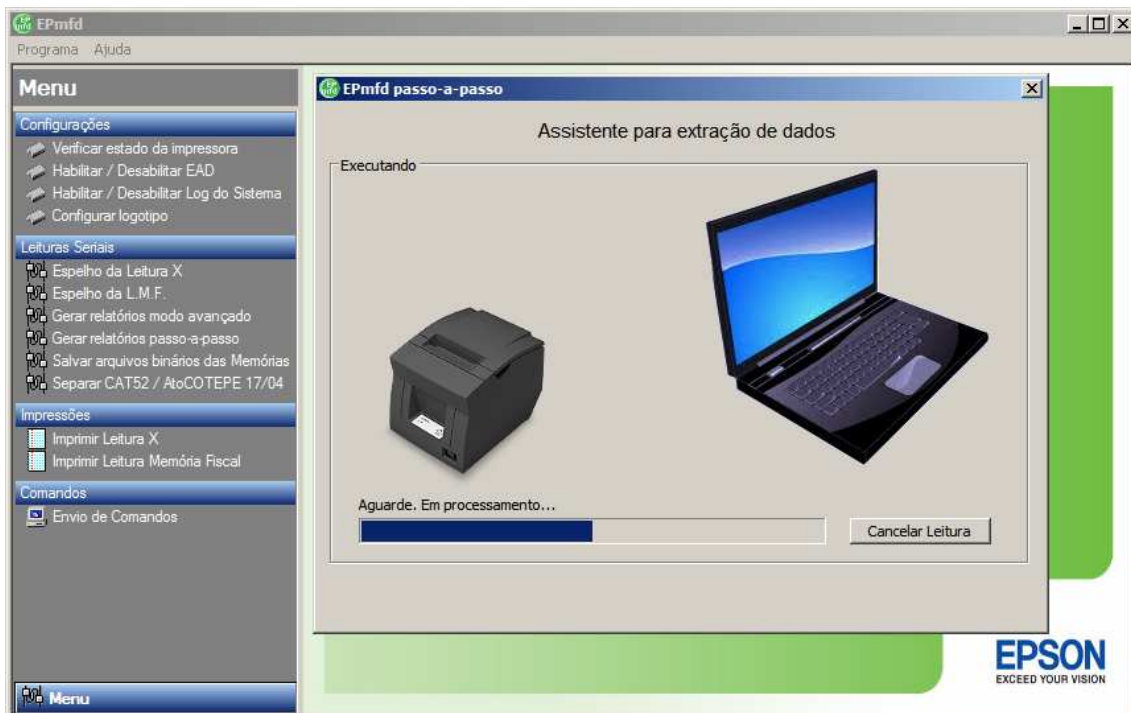 EPmfd
Programa Ajuda
Menu
Configurações
Verificar estado da impressora
Habilitar / Desabilitar EAD
Habilitar / Desabilitar Log do Sistema
Configurar logotipo
Leituras Seriais
Espelho da Leitura X
Espelho da L.M.F.
Gerar relatórios modo avançado
Gerar relatórios passo-a-passo
Salvar arquivos binários das Memórias
Separar CAT52 / AtoCOTEPE 17/04
Impressões
Imprimir Leitura X
Imprimir Leitura Memória Fiscal
Comandos
Envio de Comandos
Menu
EPmfd passo-a-passo
Assistente para extração de dados
Executando
Aguarde. Em processamento...
Cancelar Leitura
EPSON
EXCEED YOUR VISION